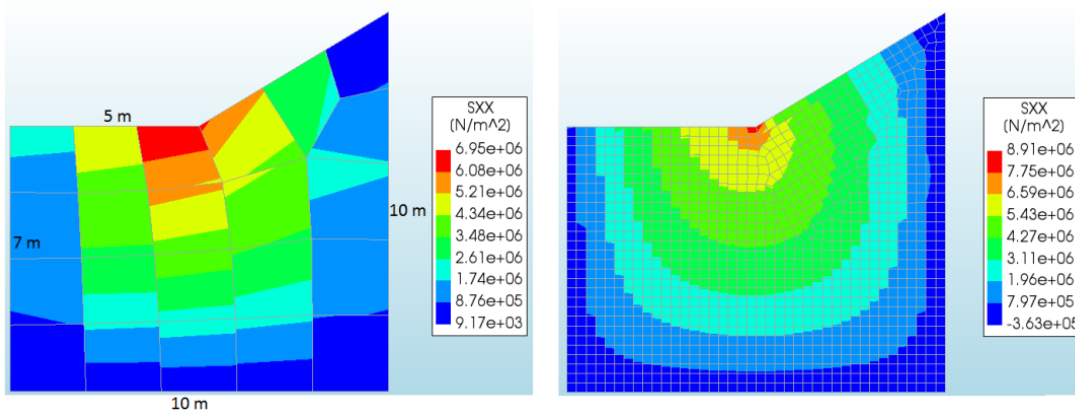 5 m
7 m
10 m
10 m
SXX
(N/m^2)
6.95e+06
6.08e+06
5.21e+06
4.34e+06
3.48e+06
2.61e+06
1.74e+06
8.76e+05
9.17e+03
SXX
(N/m^2)
8.91e+06
7.75e+06
6.59e+06
5.43e+06
4.27e+06
3.11e+06
1.96e+06
7.97e+05
-3.63e+05